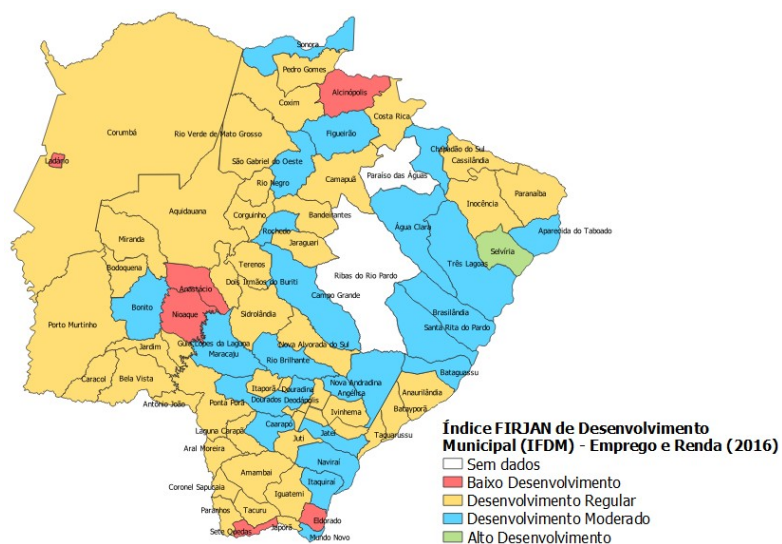 Sonora
Pedro Gomes
Alcinópolis
Coxim
Costa Rica
Corumbá
Rio Verde de Mato Grosso
Figueirão
Chapadão do Sul
Ladário
São Gabriel do Oeste
Cassilândia
Paraíso das Águas
Camapuã
Rio Negro
Paranaíba
Inocência
Aquidauana
Corguinho
Bandeirantes
Rochedo
Água Clara
Aparecida do Taboado
Miranda
Jaraguari
Selvíria
Terenos
Três Lagoas
Bodoquena
Ribas do Rio Pardo
Dois Irmãos do Buriti
Anastácio
Campo Grande
Bonito
Nioaque
Brasilândia
Sidrolândia
Porto Murtinho
Santa Rita do Pardo
Guia Lopes da Laguna
Nova Alvorada do Sul
Jardim
Maracaju
Rio Brilhante
Bataguassu
Caracol
Bela Vista
Itaporã
Douradina
Nova Andradina
Anaurilândia
Angélica
Antônio João
Ponta Porã
Dourados
Deodápolis
Batayporã
Ivinhema
Caarapó
Taquarussu
Laguna Carapã
Juti
Jateí
Aral Moreira
Naviraí
Amambai
Coronel Sapucaia
Itaquiraí
Iguatemi
Paranhos
Tacuru
Eldorado
Sete Quedas
Japorã
Mundo Novo
Índice FIRJAN de Desenvolvimento
Municipal (IFDM) - Emprego e Renda (2016)
Sem dados
Baixo Desenvolvimento
Desenvolvimento Regular
Desenvolvimento Moderado
Alto Desenvolvimento